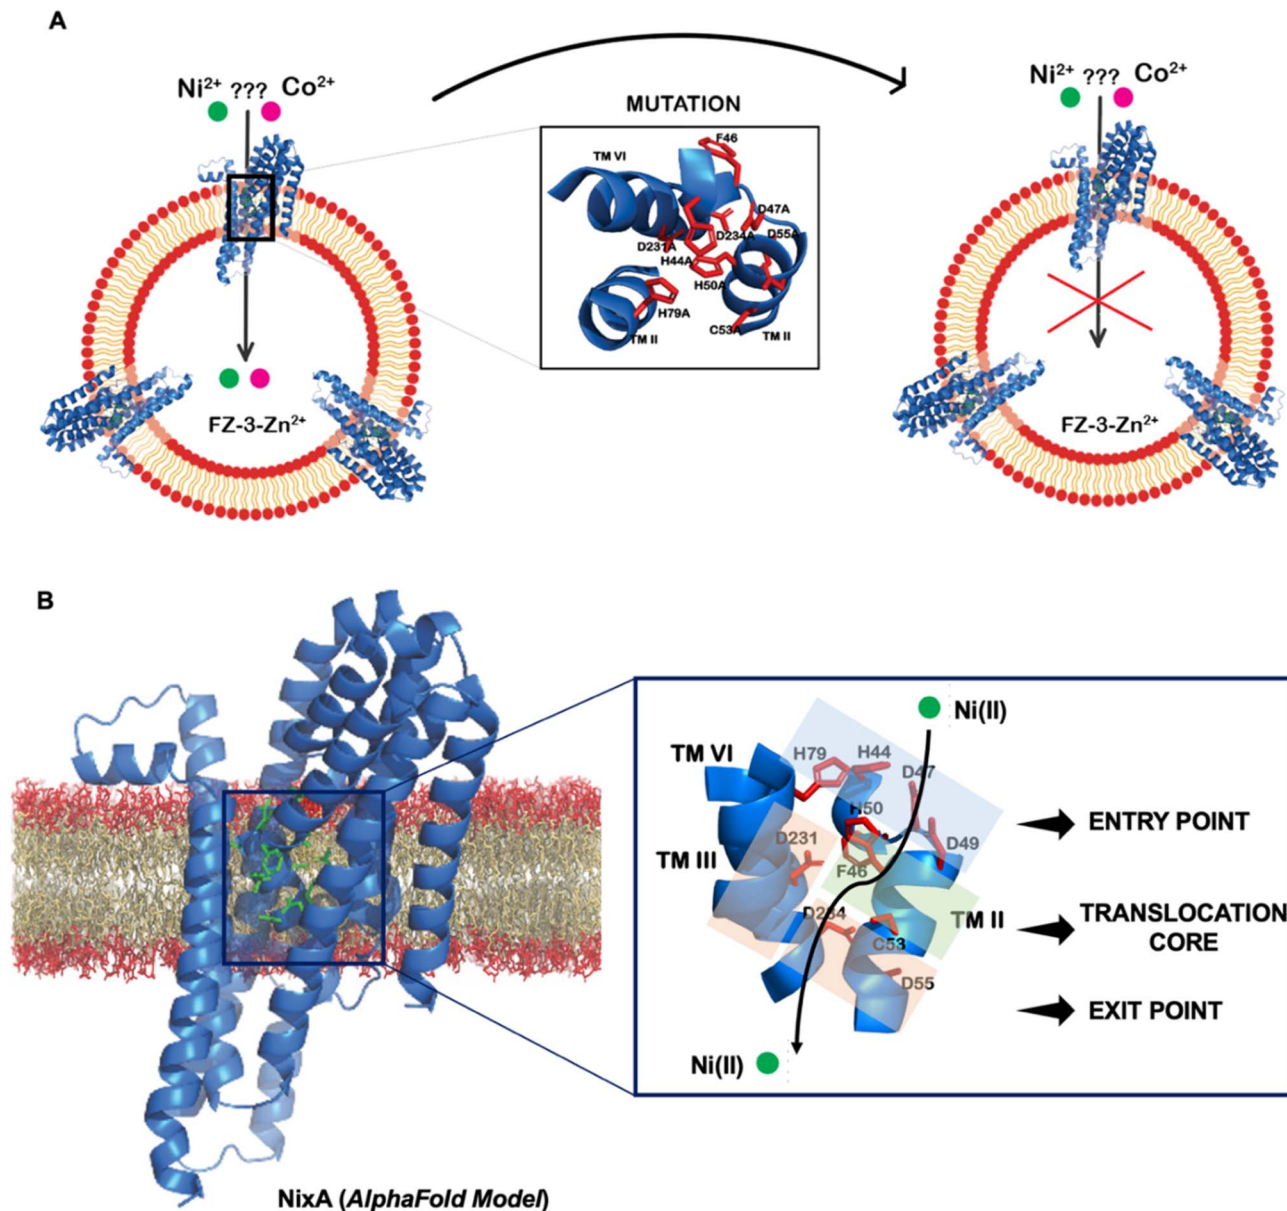 A
Ni2+ ??? Co2+
FZ-3-Zn2+
MUTATION
F46
TM VI
D47A
D231A
D234A
D55A
H44A
H50A
H79A
TM II
C53A
TM II
Ni2+ ??? Co2+
FZ-3-Zn2+
B
NixA (AlphaFold Model)
Ni(II)
TM VI
H79
H44
D47
H50
D231
D49
TM III
F46
D234
TM II
C53
D55
Ni(II)
ENTRY POINT
TRANSLOCATION
CORE
EXIT POINT